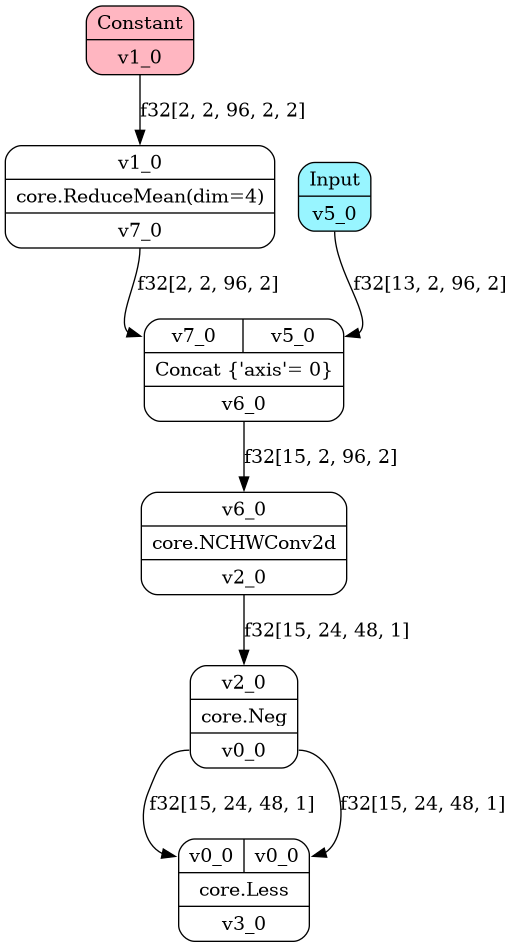 Constant
v1_0
f32[2, 2, 96, 2, 2]
v1_0
core.ReduceMean(dim=4)
v7_0
Input
v5_0
f32[2, 2, 96, 2]
f32[13, 2, 96, 2]
v7_0 v5_0
Concat {'axis'= 0}
v6_0
f32[15, 2, 96, 2]
v6_0
core.NCHWConv2d
v2_0
f32[15, 24, 48, 1]
v2_0
core.Neg
v0_0
f32[15, 24, 48, 1]
f32[15, 24, 48, 1]
v0_0 v0_0
core.Less
v3_0